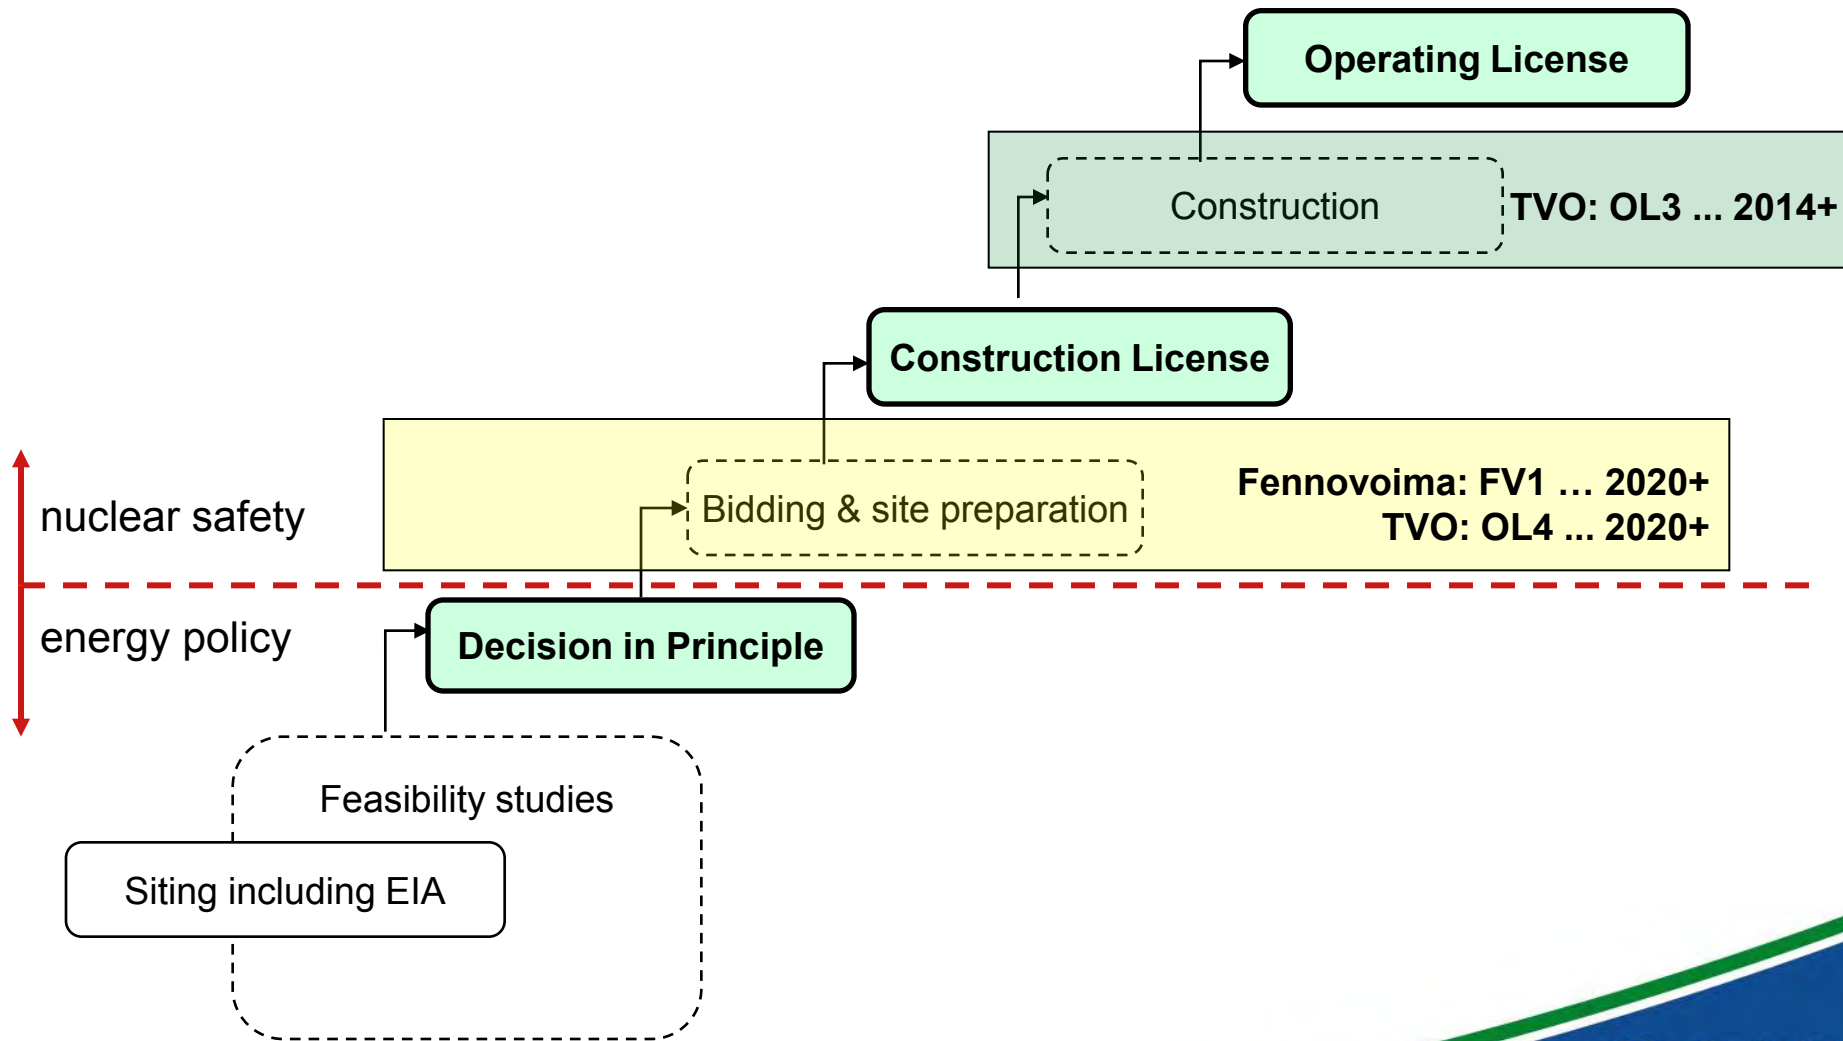 Operating License
Construction
TVO: OL3 ... 2014+
Construction License
Bidding & site preparation
Fennovoima: FV1 … 2020+
TVO: OL4 ... 2020+
nuclear safety
energy policy
Decision in Principle
Feasibility studies
Siting including EIA